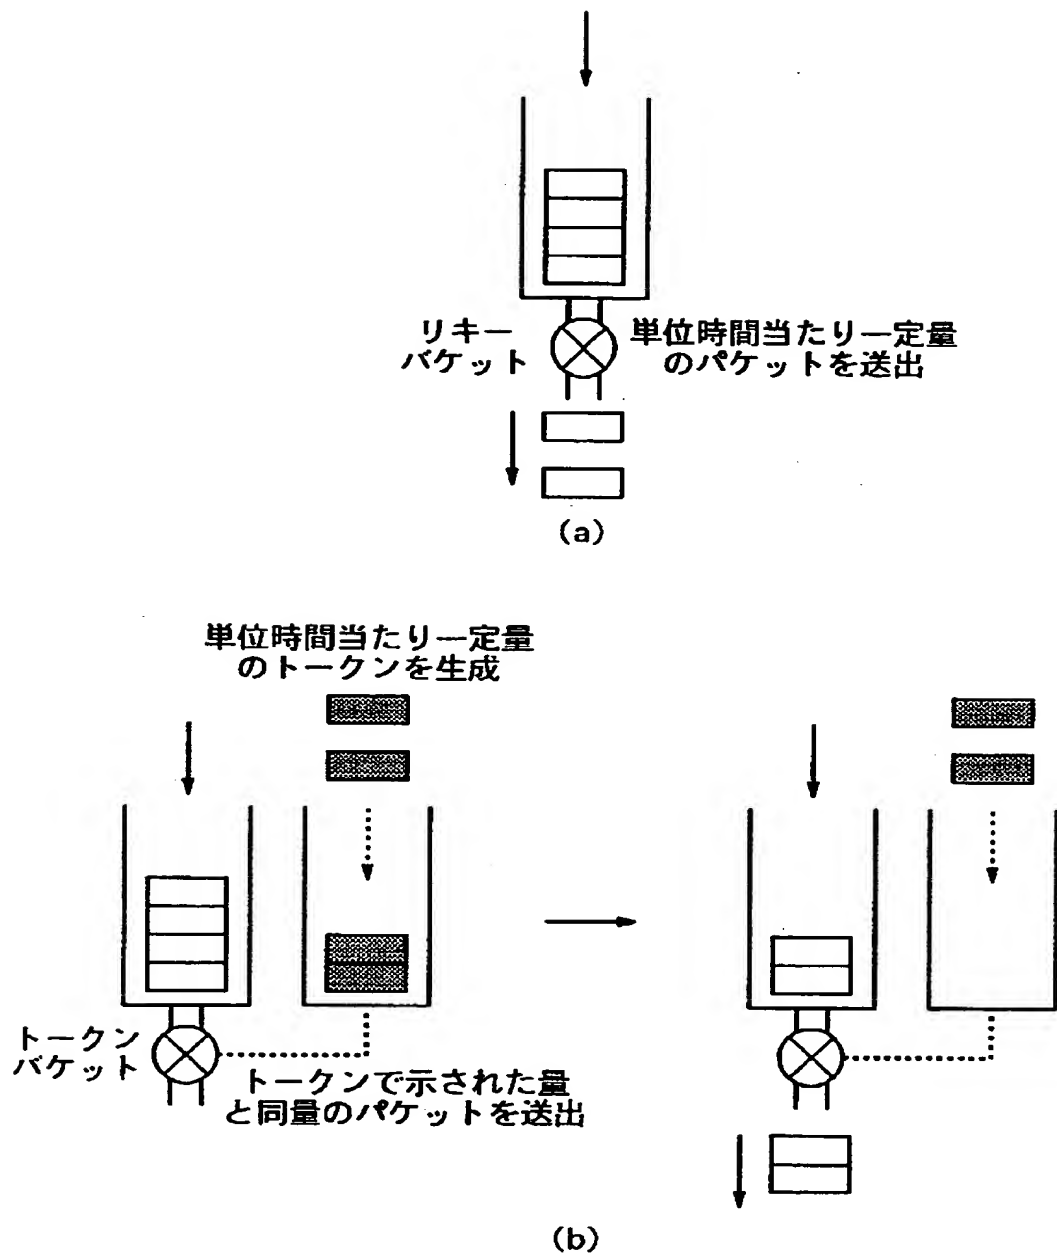 リキー
バケット
単位時間当たり一定量
のパケットを送出
(a)
単位時間当たり一定量
のトークンを生成
トークン
バケット
トークンで示された量
と同量のパケットを送出
(b)